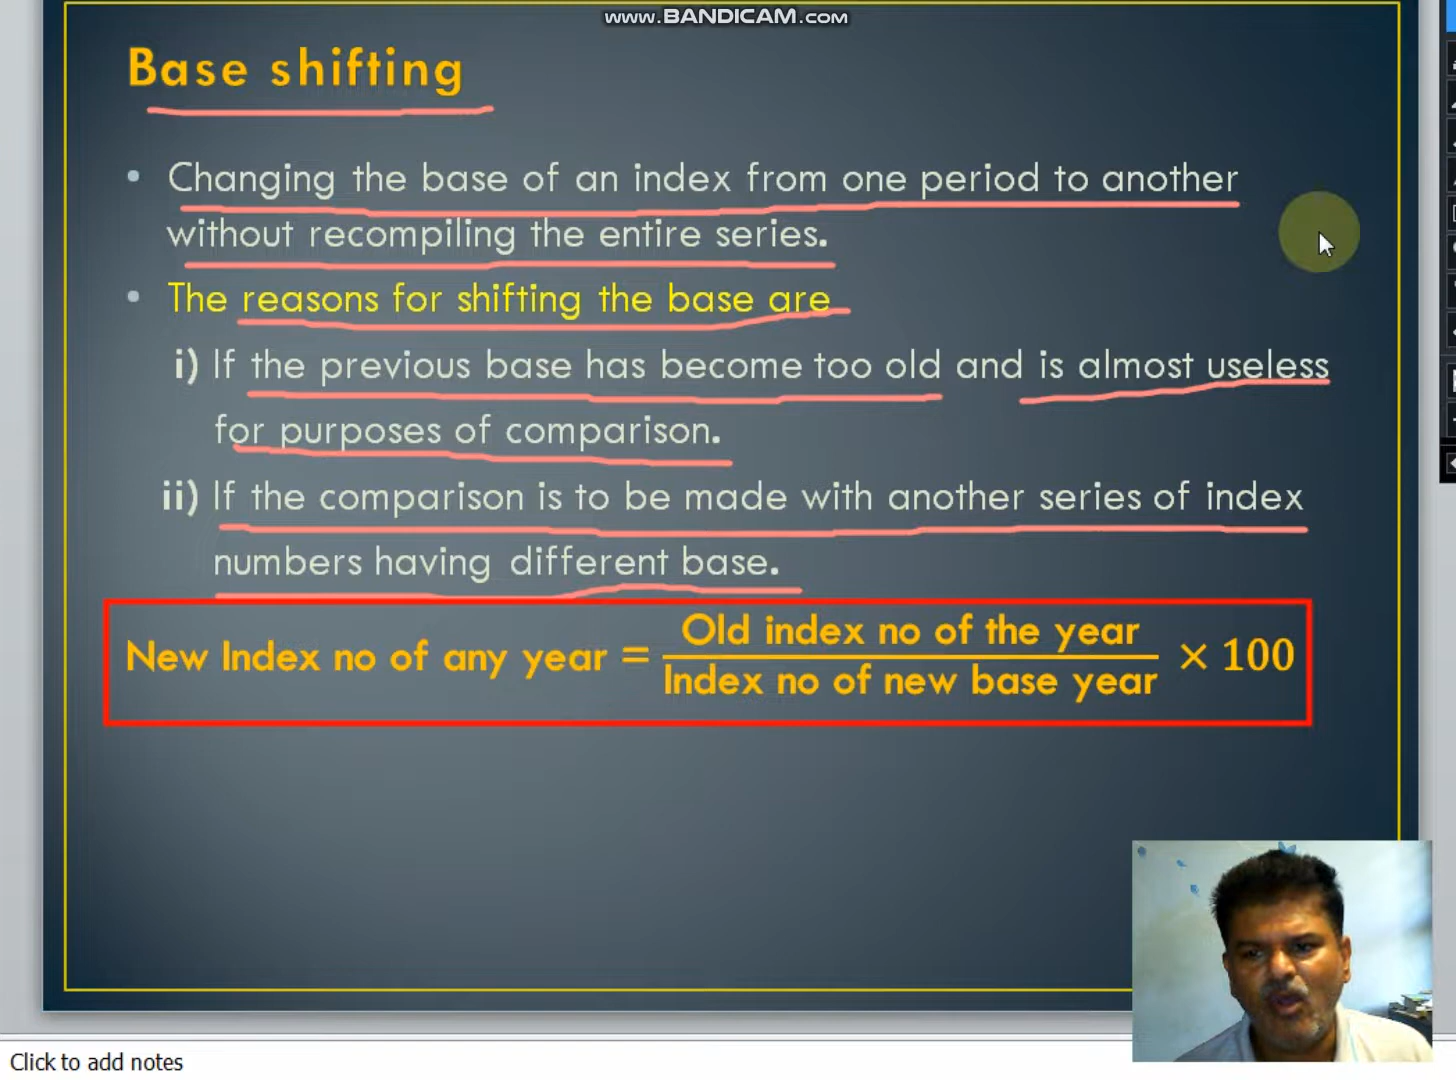 www.BANDICAM.com
Base shifting
• Changing the base of an index from one period to another
without recompiling the entire series.
• The reasons for shifting the base are
i) If the previous base has become too old and is almost useless
for purposes of comparison.
ii) If the comparison is to be made with another series of index
numbers having different base.
New Index no of any year = Old index no of the year / Index no of new base year × 100
Click to add notes